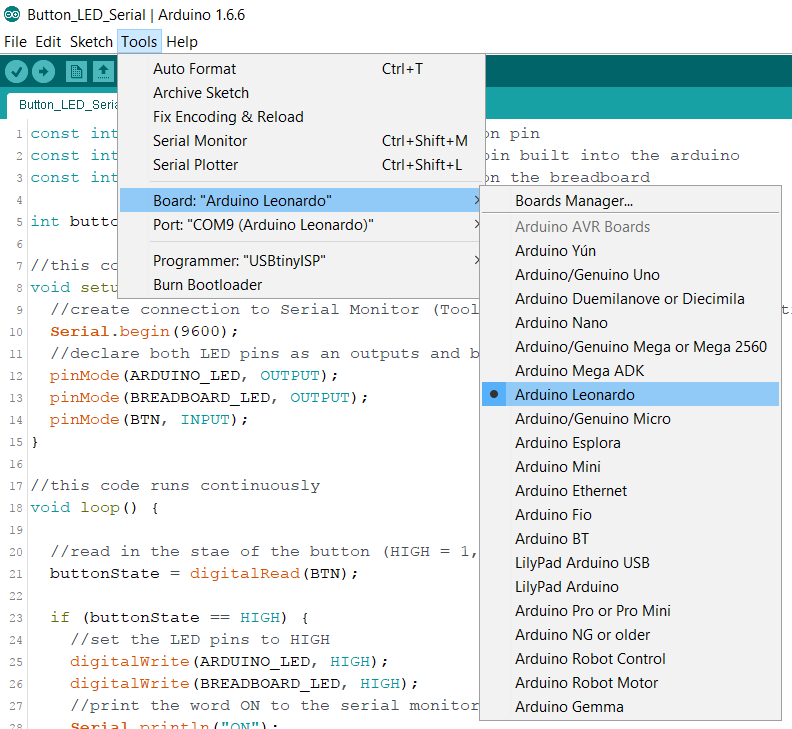 Button_LED_Serial | Arduino 1.6.6
File Edit Sketch Tools Help
Auto Format Ctrl+T
Archive Sketch
Fix Encoding & Reload
Serial Monitor Ctrl+Shift+M
Serial Plotter Ctrl+Shift+L
Board: "Arduino Leonardo"
Port: "COM9 (Arduino Leonardo)"
Programmer: "USBtinyISP"
Burn Bootloader
Boards Manager...
Arduino AVR Boards
Arduino Yún
Arduino/Genuino Uno
Arduino Duemilanove or Diecimila
Arduino Nano
Arduino/Genuino Mega or Mega 2560
Arduino Mega ADK
Arduino Leonardo
Arduino/Genuino Micro
Arduino Esplora
Arduino Mini
Arduino Ethernet
Arduino Fio
Arduino BT
LilyPad Arduino USB
LilyPad Arduino
Arduino Pro or Pro Mini
Arduino NG or older
Arduino Robot Control
Arduino Robot Motor
Arduino Gemma
Button_LED_Seria
1 const int on pin
2 const int pin built into the arduino
3 const int on the breadboard
4
5 int butto
6
7 //this co
8 void setu
9 //create connection to Serial Monitor (Tool ti
10 Serial.begin(9600);
11 //declare both LED pins as an outputs and b
12 pinMode(ARDUINO_LED, OUTPUT);
13 pinMode(BREADBOARD_LED, OUTPUT);
14 pinMode(BTN, INPUT);
15 }
16
17 //this code runs continuously
18 void loop() {
19
20 //read in the stae of the button (HIGH = 1,
21 buttonState = digitalRead(BTN);
22
23 if (buttonState == HIGH) {
24 //set the LED pins to HIGH
25 digitalWrite(ARDUINO_LED, HIGH);
26 digitalWrite(BREADBOARD_LED, HIGH);
27 //print the word ON to the serial monitor
28 Serial.println("ON");